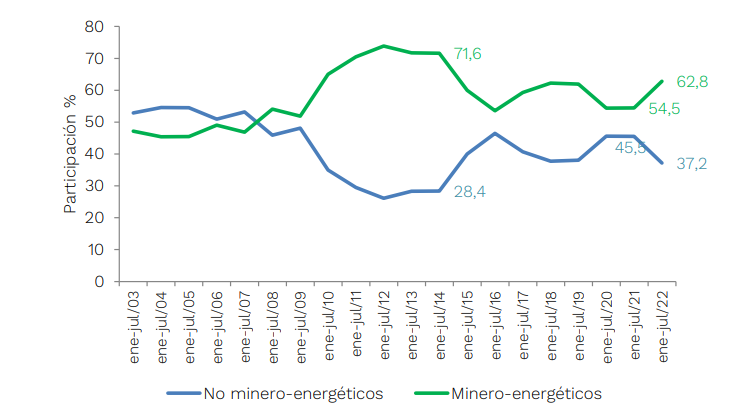 Participación %
80
70
60
50
40
30
20
10
0
71,6
28,4
62,8
54,5
45,5
37,2
ene-jul/03
ene-jul/04
ene-jul/05
ene-jul/06
ene-jul/07
ene-jul/08
ene-jul/09
ene-jul/10
ene-jul/11
ene-jul/12
ene-jul/13
ene-jul/14
ene-jul/15
ene-jul/16
ene-jul/17
ene-jul/18
ene-jul/19
ene-jul/20
ene-jul/21
ene-jul/22
No minero-energéticos
Minero-energéticos